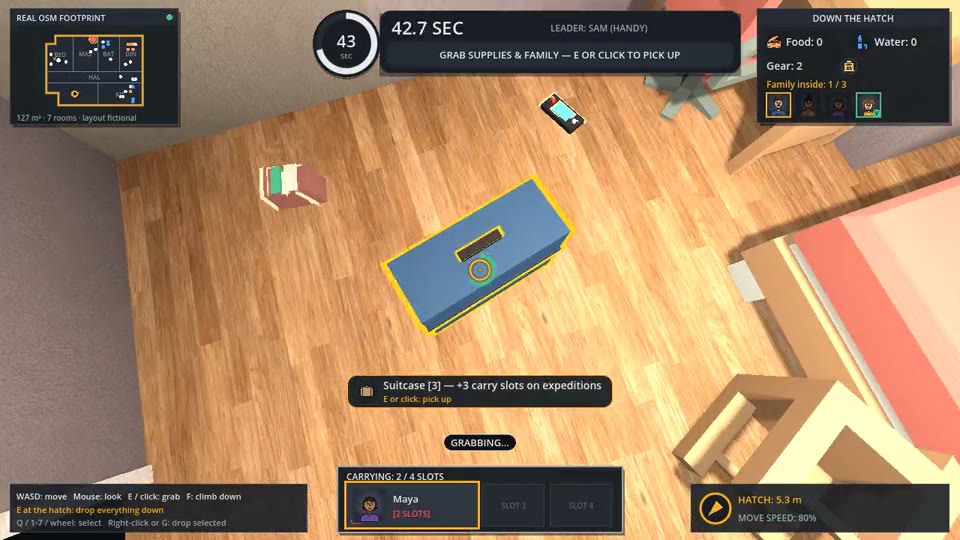 REAL OSM FOOTPRINT
BED
BAT
DIN
HAL
127 m² · 7 rooms · layout fictional
43
SEC
42.7 SEC
LEADER: SAM (HANDY)
GRAB SUPPLIES & FAMILY — E OR CLICK TO PICK UP
DOWN THE HATCH
Food: 0
Water: 0
Gear: 2
Family inside: 1 / 3
Suitcase [3] — +3 carry slots on expeditions
E or click: pick up
GRABBING...
CARRYING: 2 / 4 SLOTS
Maya
[2 SLOTS]
SLOT 3
SLOT 4
WASD: move Mouse: look E / click: grab F: climb down
E at the hatch: drop everything down
Q / 1-7 / wheel: select Right-click or G: drop selected
HATCH: 5.3 m
MOVE SPEED: 80%